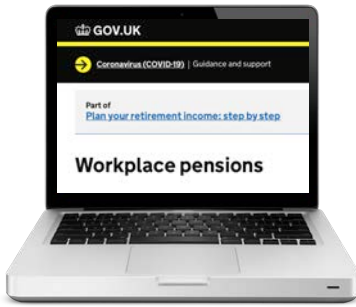 GOV.UK
Coronavirus (COVID-19) | Guidance and support
Part of
Plan your retirement income: step by step
Workplace pensions